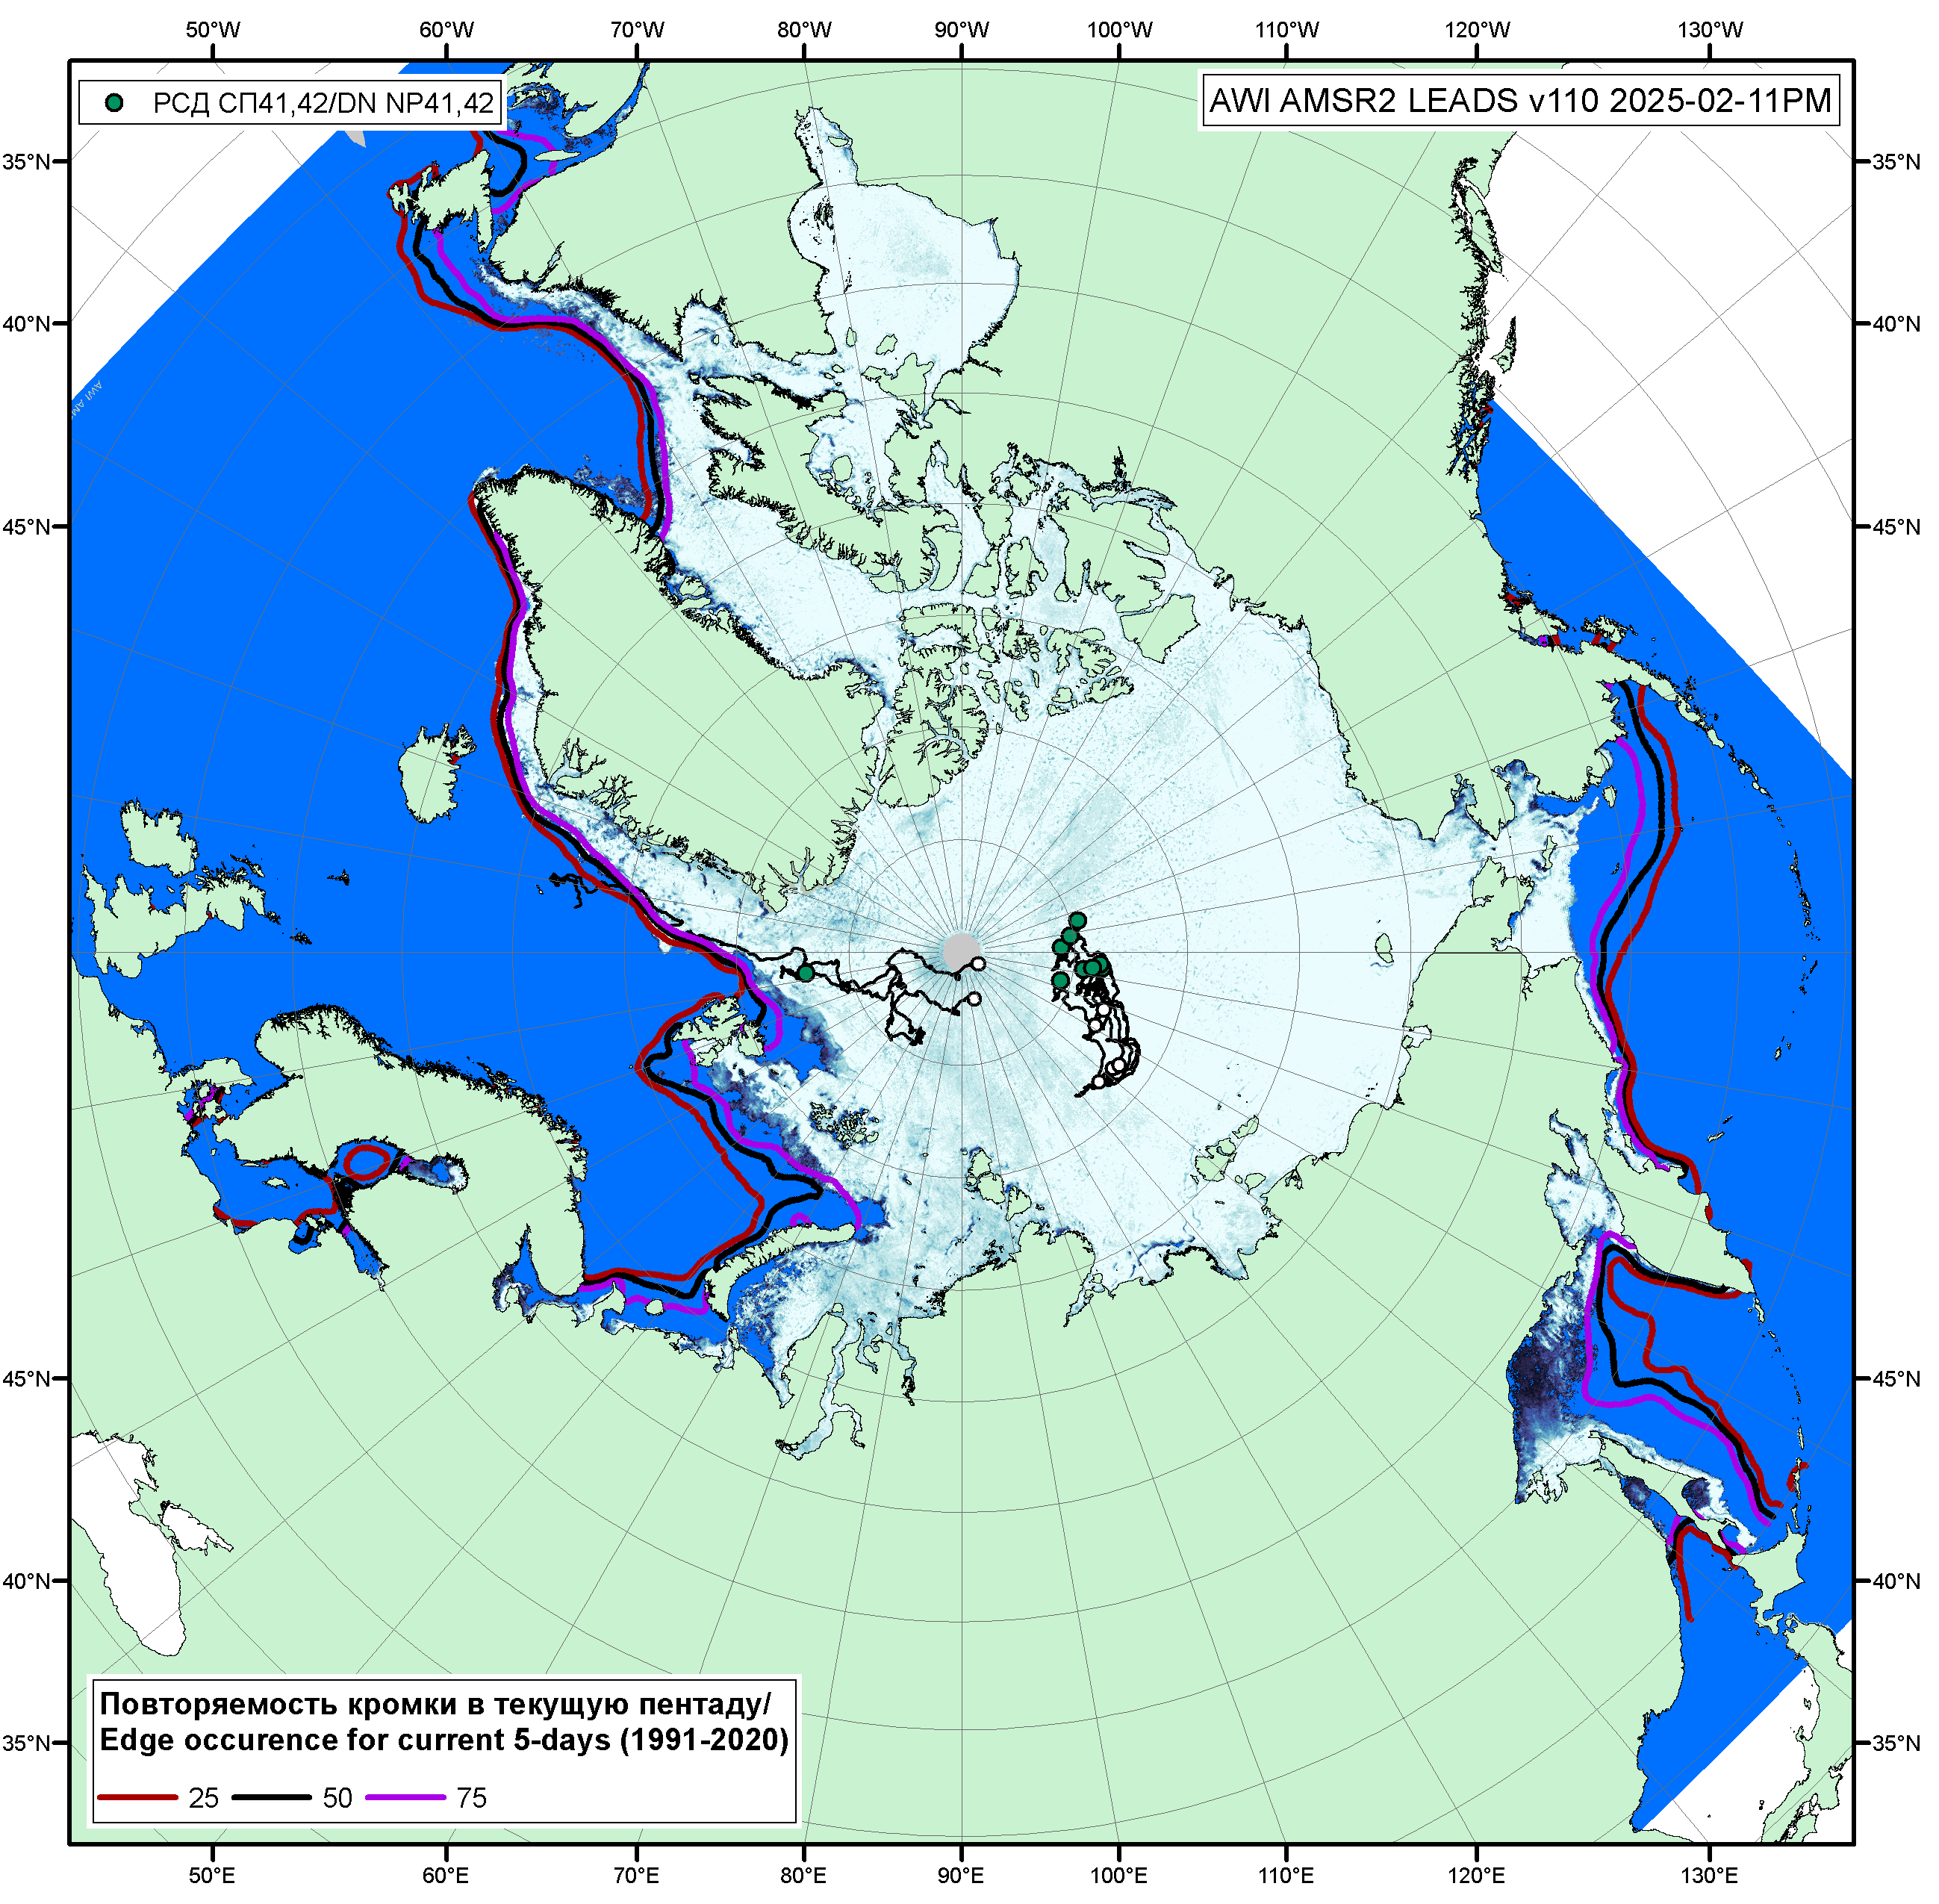 50°W 60°W 70°W 80°W 90°W 100°W 110°W 120°W 130°W
РСД СП41,42/DN NP41,42
AWI AMSR2 LEADS v110 2025-02-11PM
35°N 35°N
40°N 40°N
AWI AM
45°N 45°N
45°N 45°N
40°N 40°N
Повторяемость кромки в текущую пентаду/
Edge occurence for current 5-days (1991-2020)
35°N 35°N
25 50 75
50°E 60°E 70°E 80°E 90°E 100°E 110°E 120°E 130°E